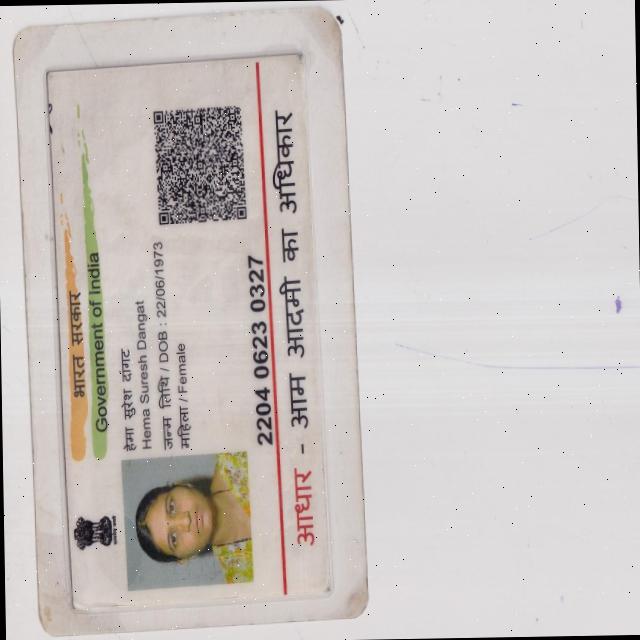 भारत सरकार
Government of India
हेमा सुरेश दांगट
Hema Suresh Dangat
जन्म तिथि / DOB : 22/06/1973
महिला / Female
2204 0623 0327
आधार - आम आदमी का अधिकार